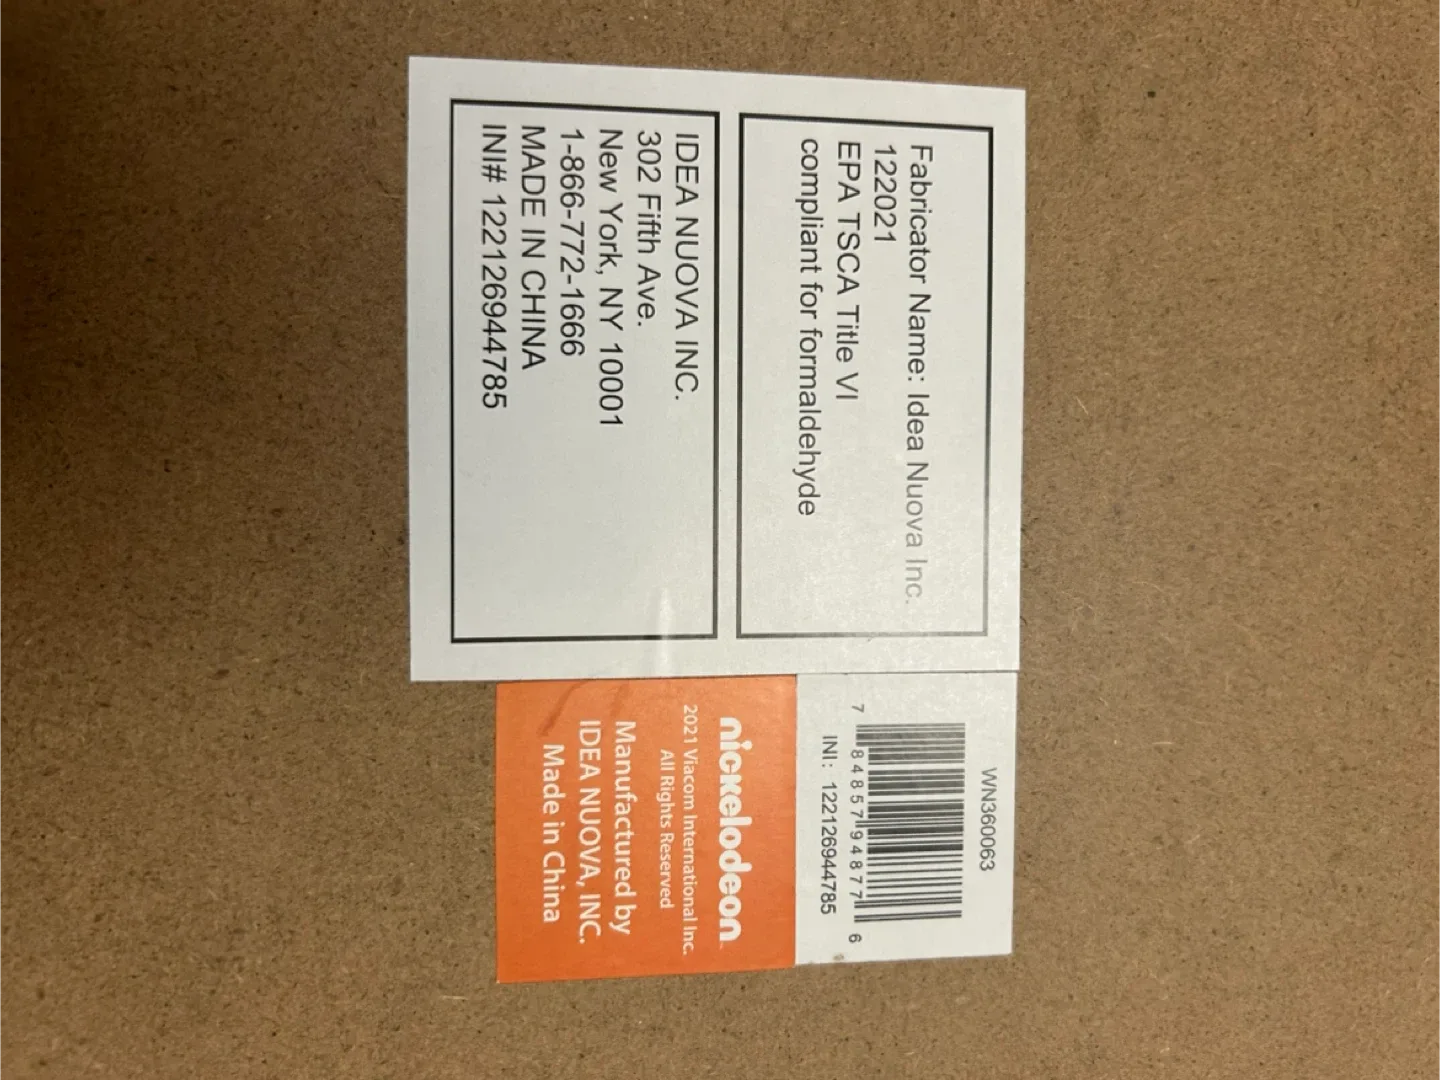 Fabricator Name: Idea Nuova Inc.
122021
EPA TSCA Title VI
compliant for formaldehyde
IDEA NUOVA INC.
302 Fifth Ave.
New York, NY 10001
1-866-772-1666
MADE IN CHINA
INI# 122126944785
WN360063
7 84857 94877 6
INI: 122126944785
nickelodeon
2021 Viacom International Inc.
All Rights Reserved
Manufactured by
IDEA NUOVA, INC.
Made in China